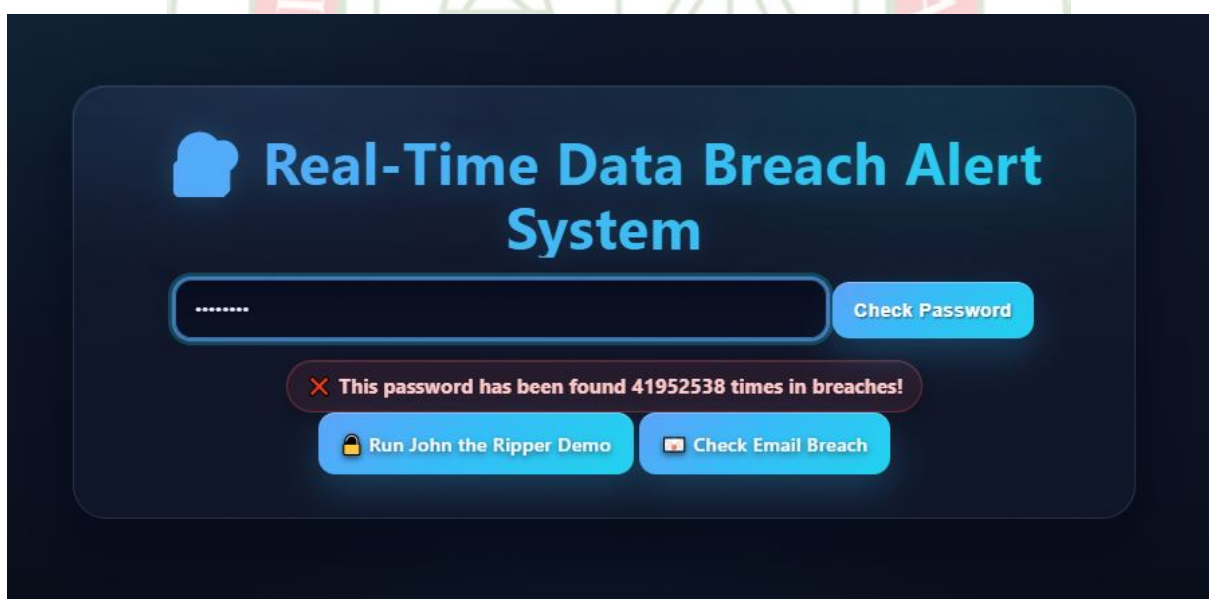 Real-Time Data Breach Alert
System
••••••••
Check Password
❌ This password has been found 41952538 times in breaches!
🔒 Run John the Ripper Demo
📧 Check Email Breach